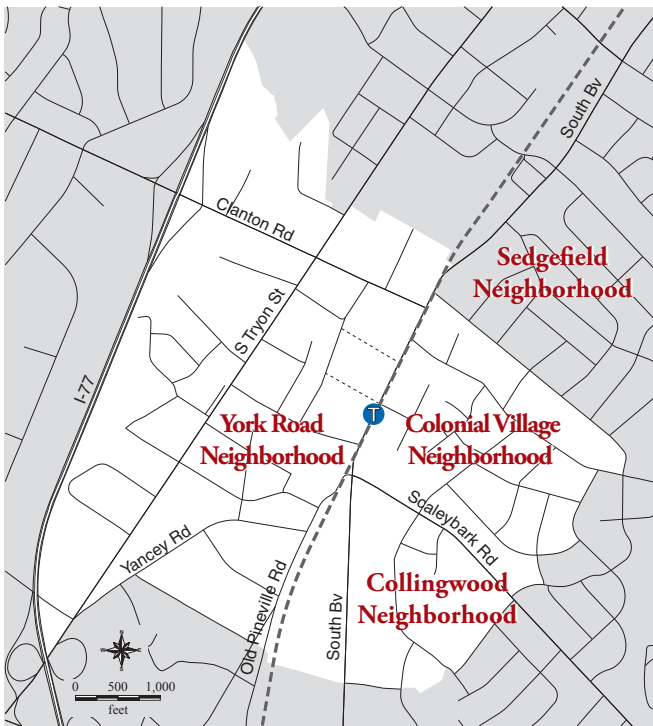 South Bv
Clanton Rd
Sedgefield
Neighborhood
S Tryon St
I-77
T
York Road
Neighborhood
Colonial Village
Neighborhood
Scaleybark Rd
Yancey Rd
Old Pineville Rd
South Bv
Collingwood
Neighborhood
N
W
E
S
0 500 1,000
feet